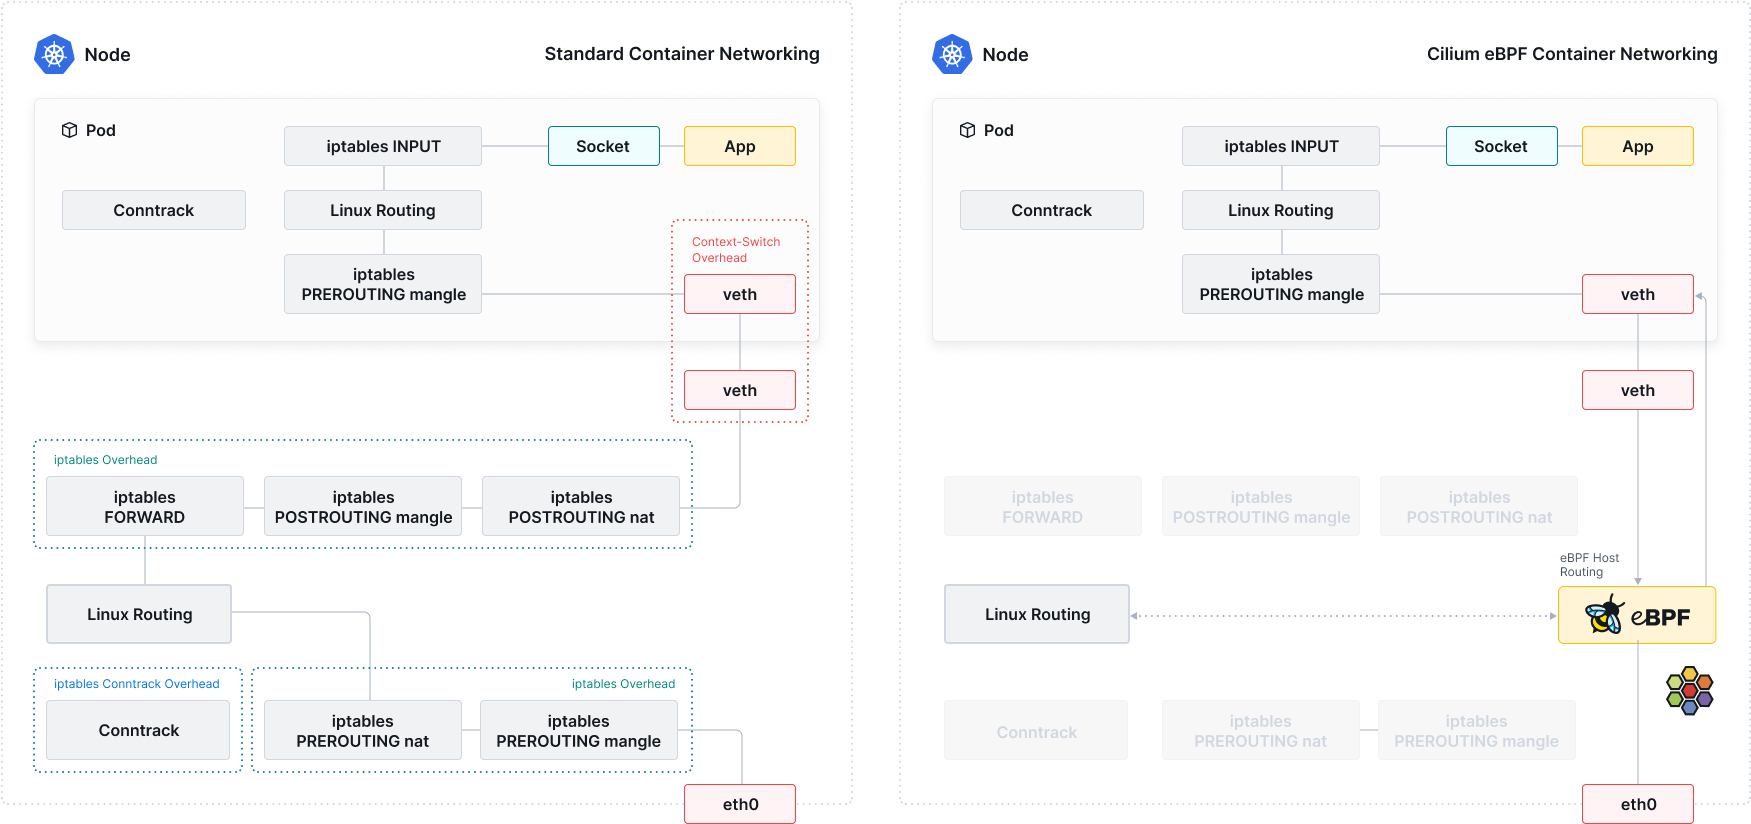 Node
Standard Container Networking
Pod
iptables INPUT
Socket
App
Conntrack
Linux Routing
Context-Switch
Overhead
iptables
PREROUTING mangle
veth
veth
iptables Overhead
iptables
FORWARD
iptables
POSTROUTING mangle
iptables
POSTROUTING nat
Linux Routing
iptables Conntrack Overhead
Conntrack
iptables Overhead
iptables
PREROUTING nat
iptables
PREROUTING mangle
eth0
Node
Cilium eBPF Container Networking
Pod
iptables INPUT
Socket
App
Conntrack
Linux Routing
iptables
PREROUTING mangle
veth
veth
iptables
FORWARD
iptables
POSTROUTING mangle
iptables
POSTROUTING nat
eBPF Host
Routing
Linux Routing
eBPF
Conntrack
iptables
PREROUTING nat
iptables
PREROUTING mangle
eth0